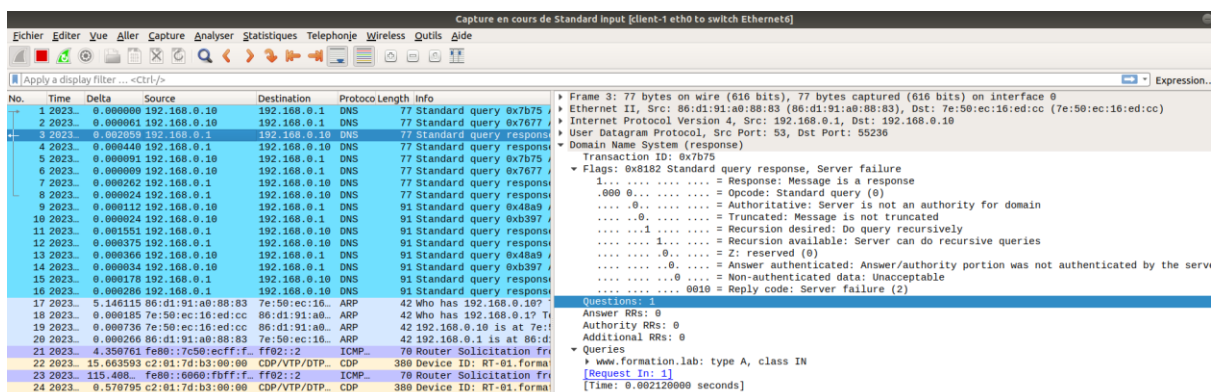 Capture en cours de Standard input [client-1 eth0 to switch Ethernet6]
Fichier Editer Vue Aller Capture Analyser Statistiques Telephonie Wireless Outils Aide
Apply a display filter ... <Ctrl-/> Expression...
No. Time Delta Source Destination Protoco Length Info
1 2023… 0.000000 192.168.0.10 192.168.0.1 DNS 77 Standard query 0x7b75
2 2023… 0.000061 192.168.0.10 192.168.0.1 DNS 77 Standard query 0x7677
3 2023… 0.002059 192.168.0.1 192.168.0.10 DNS 77 Standard query respons
4 2023… 0.000440 192.168.0.1 192.168.0.10 DNS 77 Standard query respons
5 2023… 0.000091 192.168.0.10 192.168.0.1 DNS 77 Standard query 0x7b75
6 2023… 0.000009 192.168.0.10 192.168.0.1 DNS 77 Standard query 0x7677
7 2023… 0.000262 192.168.0.1 192.168.0.10 DNS 77 Standard query respons
8 2023… 0.000024 192.168.0.1 192.168.0.10 DNS 77 Standard query respons
9 2023… 0.000112 192.168.0.10 192.168.0.1 DNS 91 Standard query 0x48a9
10 2023… 0.000024 192.168.0.10 192.168.0.1 DNS 91 Standard query 0xb397
11 2023… 0.001551 192.168.0.1 192.168.0.10 DNS 91 Standard query respons
12 2023… 0.000375 192.168.0.1 192.168.0.10 DNS 91 Standard query respons
13 2023… 0.000366 192.168.0.10 192.168.0.1 DNS 91 Standard query 0x48a9
14 2023… 0.000034 192.168.0.10 192.168.0.1 DNS 91 Standard query 0xb397
15 2023… 0.000178 192.168.0.1 192.168.0.10 DNS 91 Standard query respons
16 2023… 0.000286 192.168.0.1 192.168.0.10 DNS 91 Standard query respons
17 2023… 5.146115 86:d1:91:a0:88:83 7e:50:ec:16… ARP 42 Who has 192.168.0.10? T
18 2023… 0.000185 7e:50:ec:16:ed:cc 86:d1:91:a0… ARP 42 Who has 192.168.0.1? Te
19 2023… 0.000736 7e:50:ec:16:ed:cc 86:d1:91:a0… ARP 42 192.168.0.10 is at 7e:5
20 2023… 0.000266 86:d1:91:a0:88:83 7e:50:ec:16… ARP 42 192.168.0.1 is at 86:d1
21 2023… 4.350761 fe80::7c50:ecff:f… ff02::2 ICMP… 70 Router Solicitation fr
22 2023… 15.663593 c2:01:7d:b3:00:00 CDP/VTP/DTP… CDP 380 Device ID: RT-01.forma
23 2023… 115.408… fe80::6060:fbff:f… ff02::2 ICMP… 70 Router Solicitation fr
24 2023… 0.570795 c2:01:7d:b3:00:00 CDP/VTP/DTP… CDP 380 Device ID: RT-01.forma
Frame 3: 77 bytes on wire (616 bits), 77 bytes captured (616 bits) on interface 0
Ethernet II, Src: 86:d1:91:a0:88:83 (86:d1:91:a0:88:83), Dst: 7e:50:ec:16:ed:cc (7e:50:ec:16:ed:cc)
Internet Protocol Version 4, Src: 192.168.0.1, Dst: 192.168.0.10
User Datagram Protocol, Src Port: 53, Dst Port: 55236
Domain Name System (response)
Transaction ID: 0x7b75
Flags: 0x8182 Standard query response, Server failure
1... .... .... .... = Response: Message is a response
.000 0... .... .... = Opcode: Standard query (0)
.... .0.. .... .... = Authoritative: Server is not an authority for domain
.... ..0. .... .... = Truncated: Message is not truncated
.... ...1 .... .... = Recursion desired: Do query recursively
.... .... 1... .... = Recursion available: Server can do recursive queries
.... .... .0.. .... = Z: reserved (0)
.... .... ..0. .... = Answer authenticated: Answer/authority portion was not authenticated by the serve
.... .... ...0 .... = Non-authenticated data: Unacceptable
.... .... .... 0010 = Reply code: Server failure (2)
Questions: 1
Answer RRs: 0
Authority RRs: 0
Additional RRs: 0
Queries
www.formation.lab: type A, class IN
[Request In: 1]
[Time: 0.002120000 seconds]